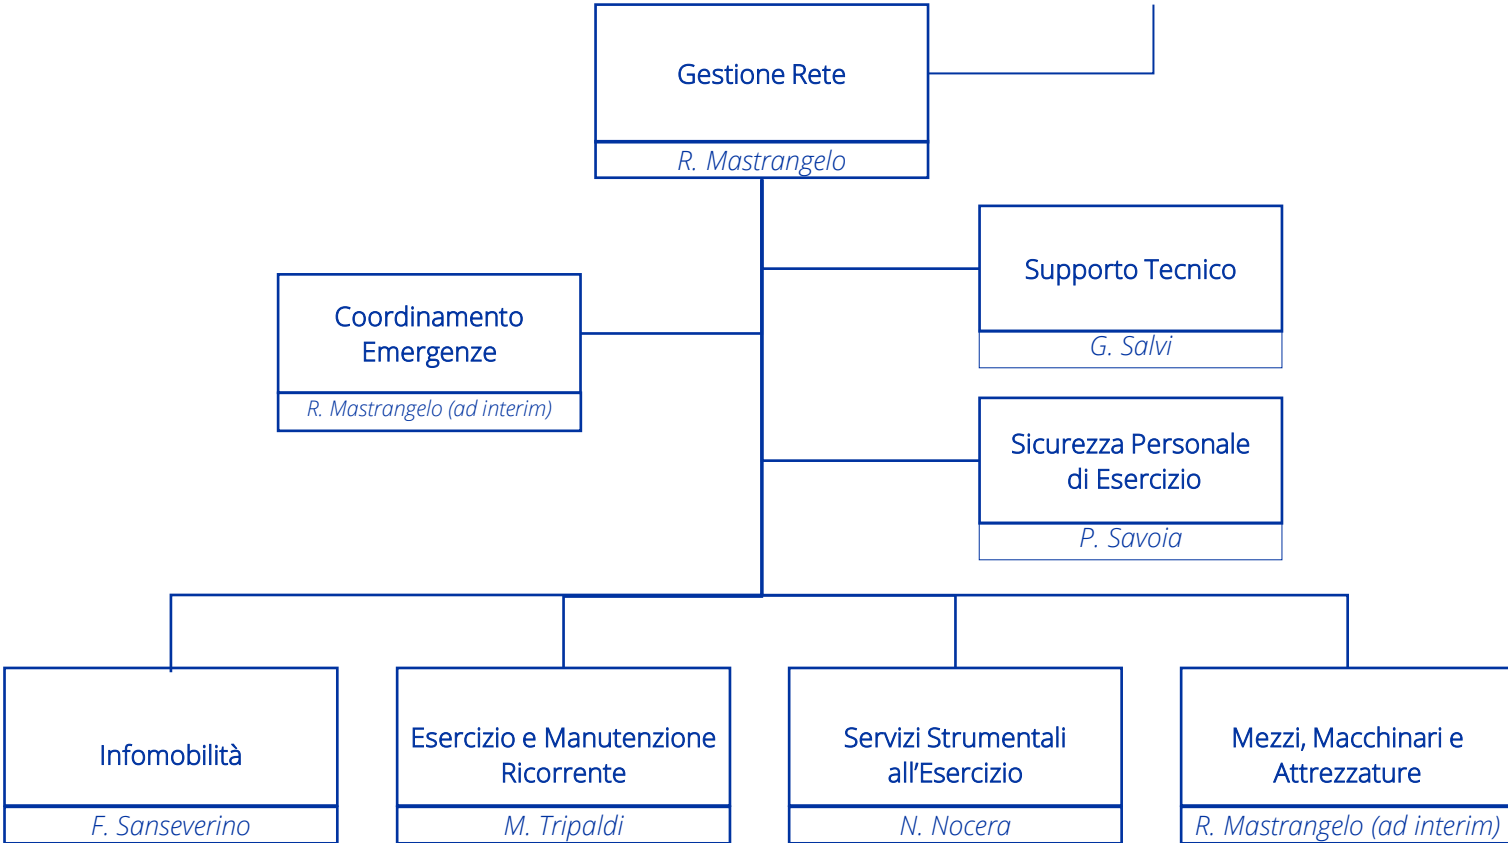 Gestione Rete
R. Mastrangelo
Supporto Tecnico
G. Salvi
Coordinamento
Emergenze
R. Mastrangelo (ad interim)
Sicurezza Personale
di Esercizio
P. Savoia
Infomobilità
F. Sanseverino
Esercizio e Manutenzione
Ricorrente
M. Tripaldi
Servizi Strumentali
all’Esercizio
N. Nocera
Mezzi, Macchinari e
Attrezzature
R. Mastrangelo (ad interim)